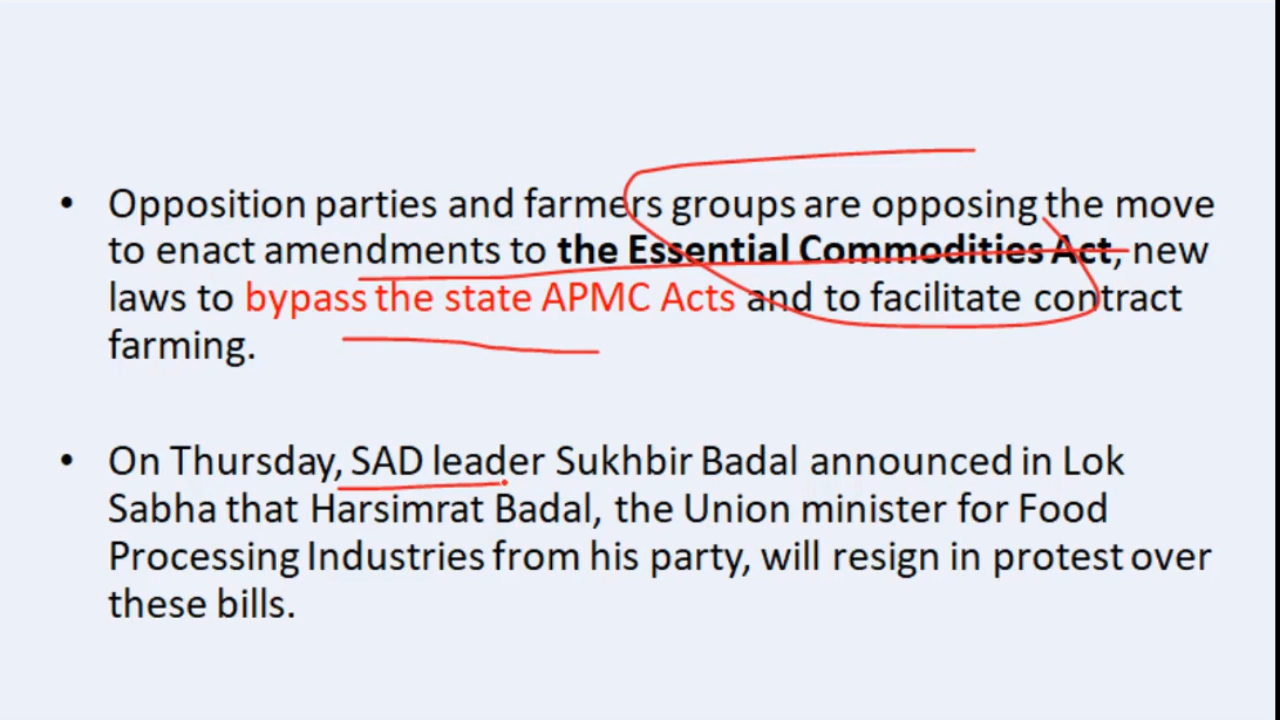 • Opposition parties and farmers groups are opposing the move
to enact amendments to the Essential Commodities Act, new
laws to bypass the state APMC Acts and to facilitate contract
farming.
• On Thursday, SAD leader Sukhbir Badal announced in Lok
Sabha that Harsimrat Badal, the Union minister for Food
Processing Industries from his party, will resign in protest over
these bills.